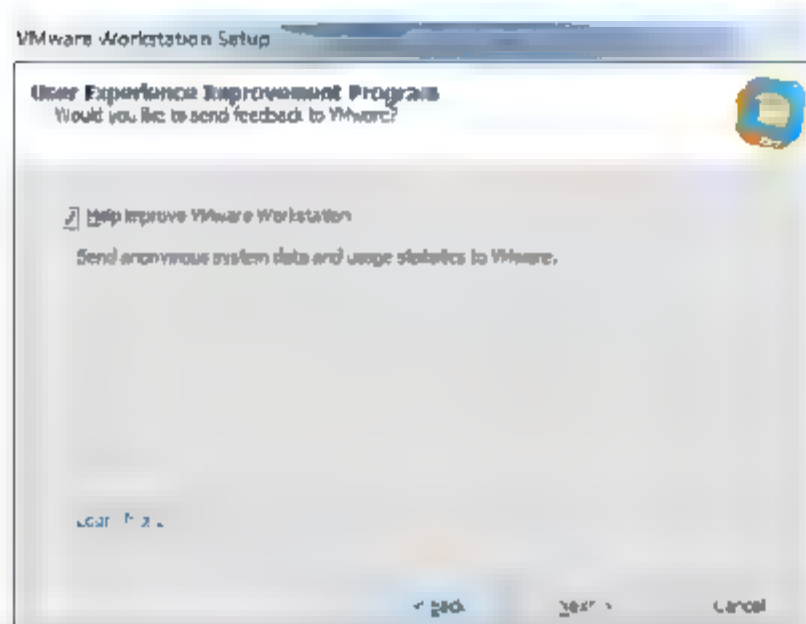 VMware Workstation Setup
User Experience Improvement Program
Would you like to send feedback to VMware?
Help improve VMware Workstation
Send anonymous system data and usage statistics to VMware.
< Back
Next >
Cancel